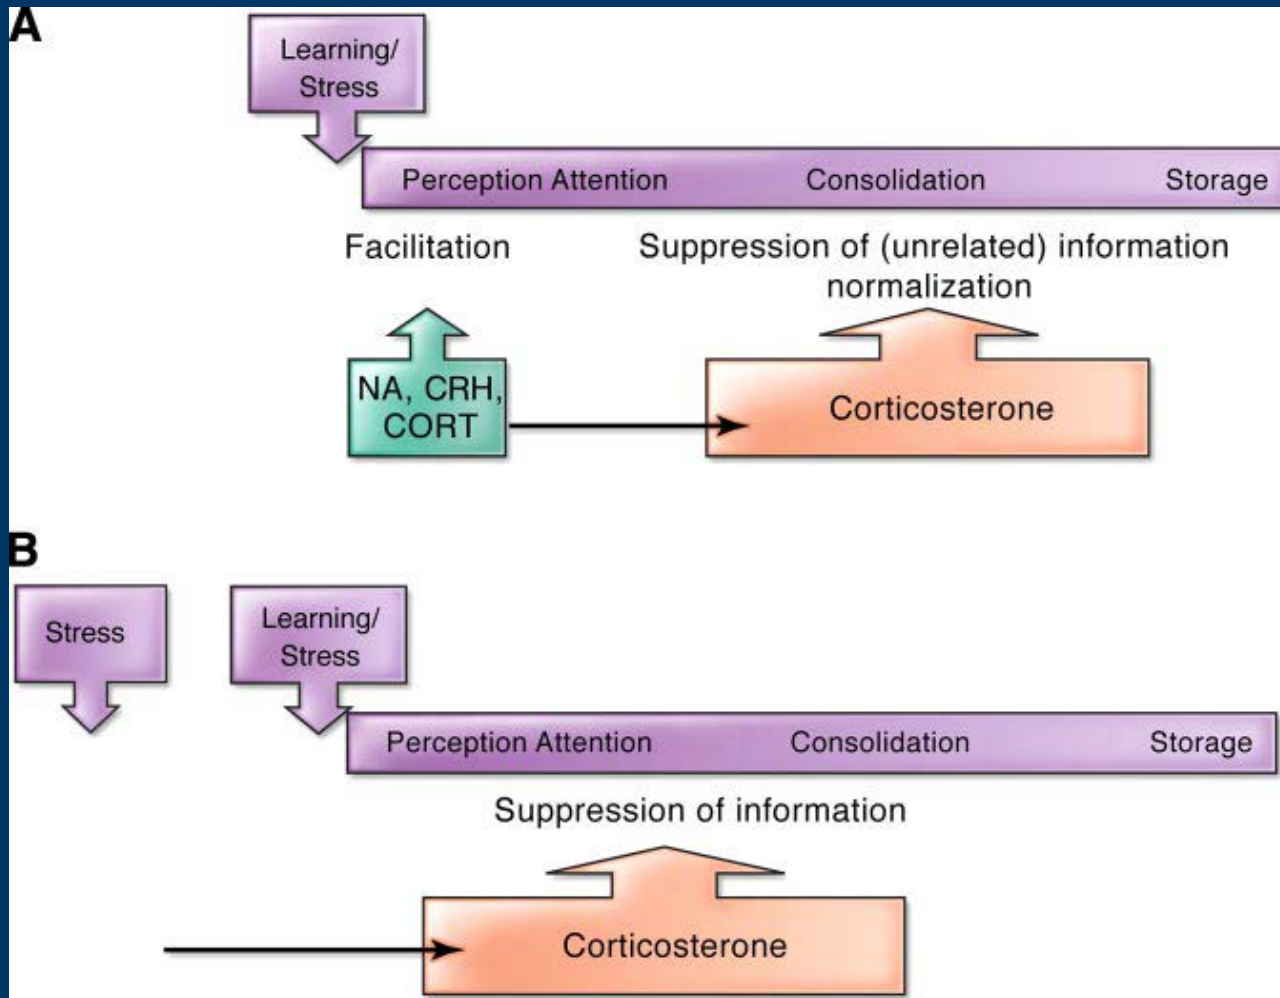 A
Learning/
Stress
Perception Attention Consolidation Storage
Facilitation
Suppression of (unrelated) information
normalization
NA, CRH,
CORT
Corticosterone
B
Stress
Learning/
Stress
Perception Attention Consolidation Storage
Suppression of information
Corticosterone